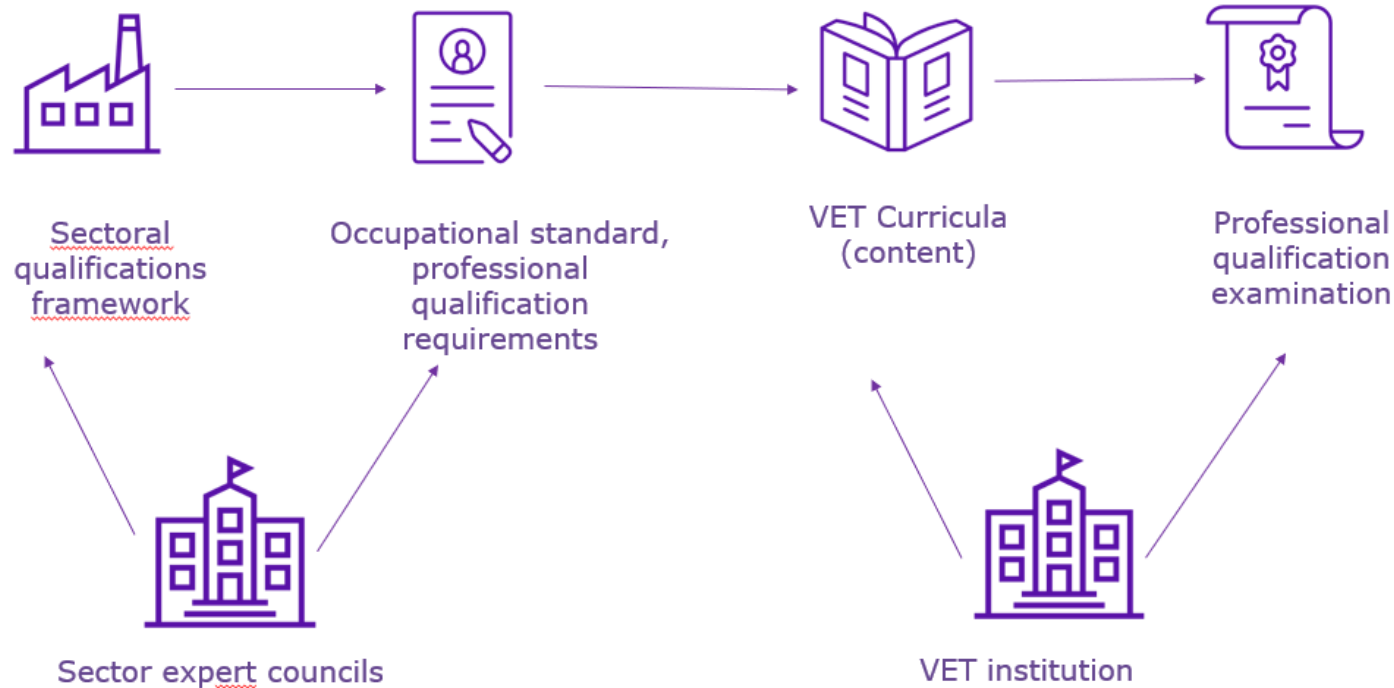 Sectoral
qualifications
framework
Occupational standard,
professional
qualification
requirements
VET Curricula
(content)
Professional
qualification
examination
Sector expert councils
VET institution